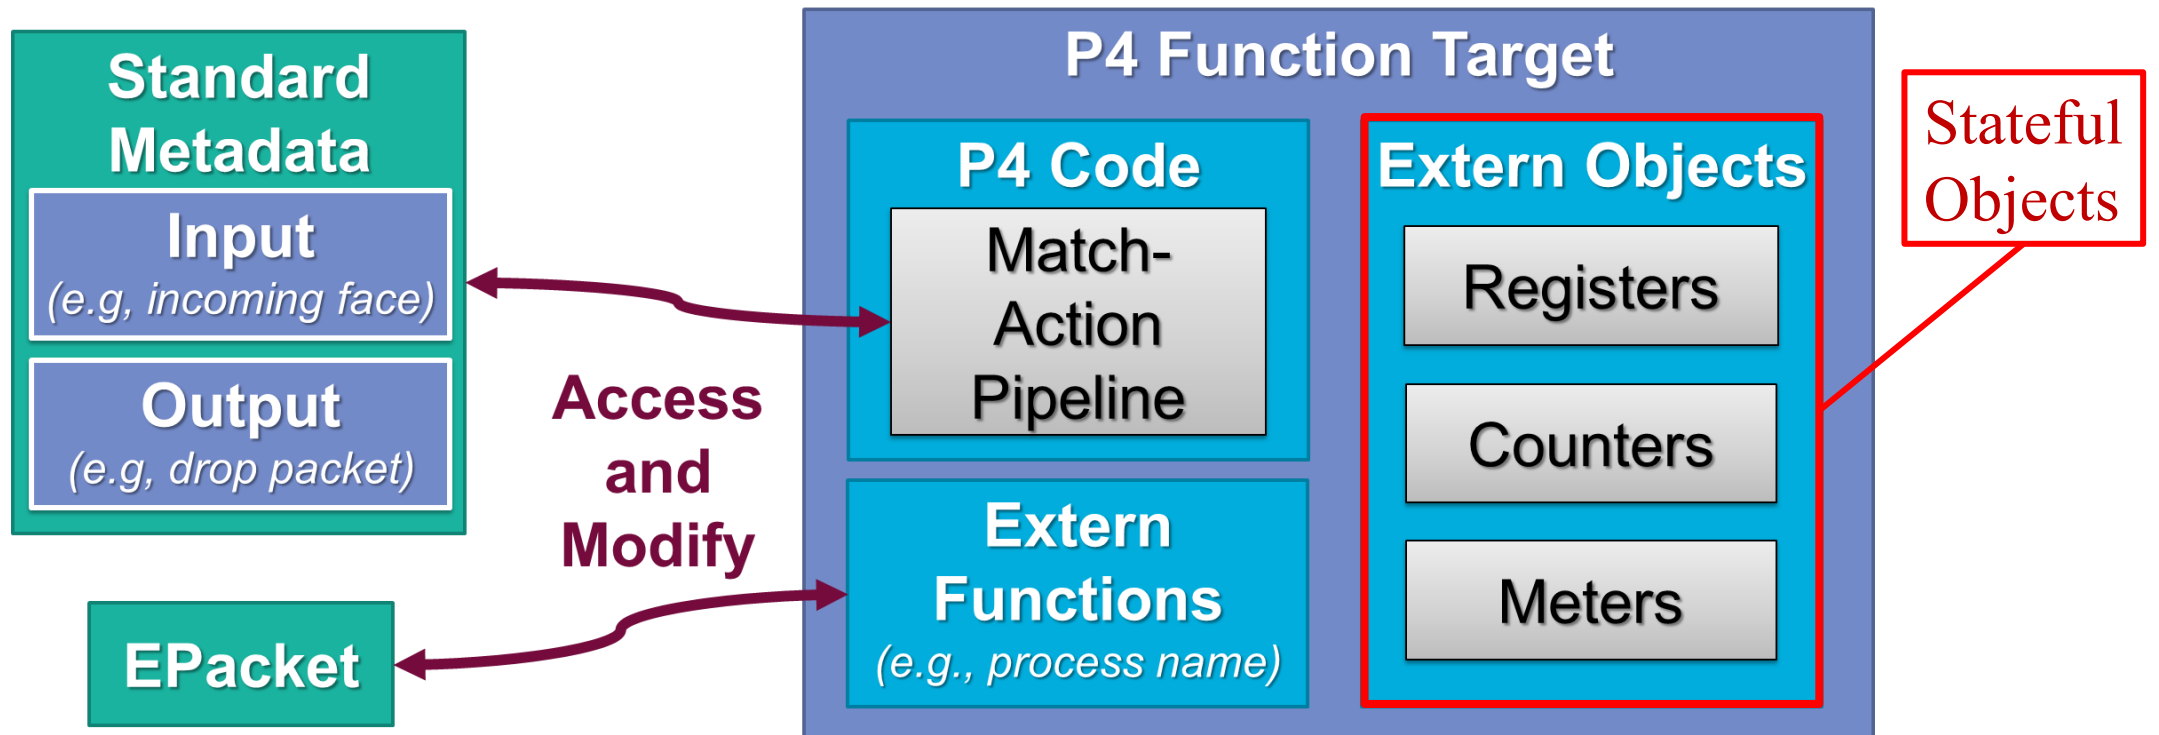 Standard
Metadata
Input
(e.g, incoming face)
Output
(e.g, drop packet)
EPacket
Access
and
Modify
P4 Function Target
P4 Code
Match-
Action
Pipeline
Extern
Functions
(e.g., process name)
Extern Objects
Registers
Counters
Meters
Stateful
Objects